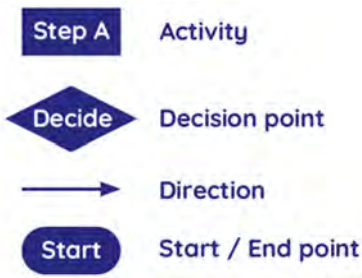 Step A Activity
Decide Decision point
Direction
Start Start / End point